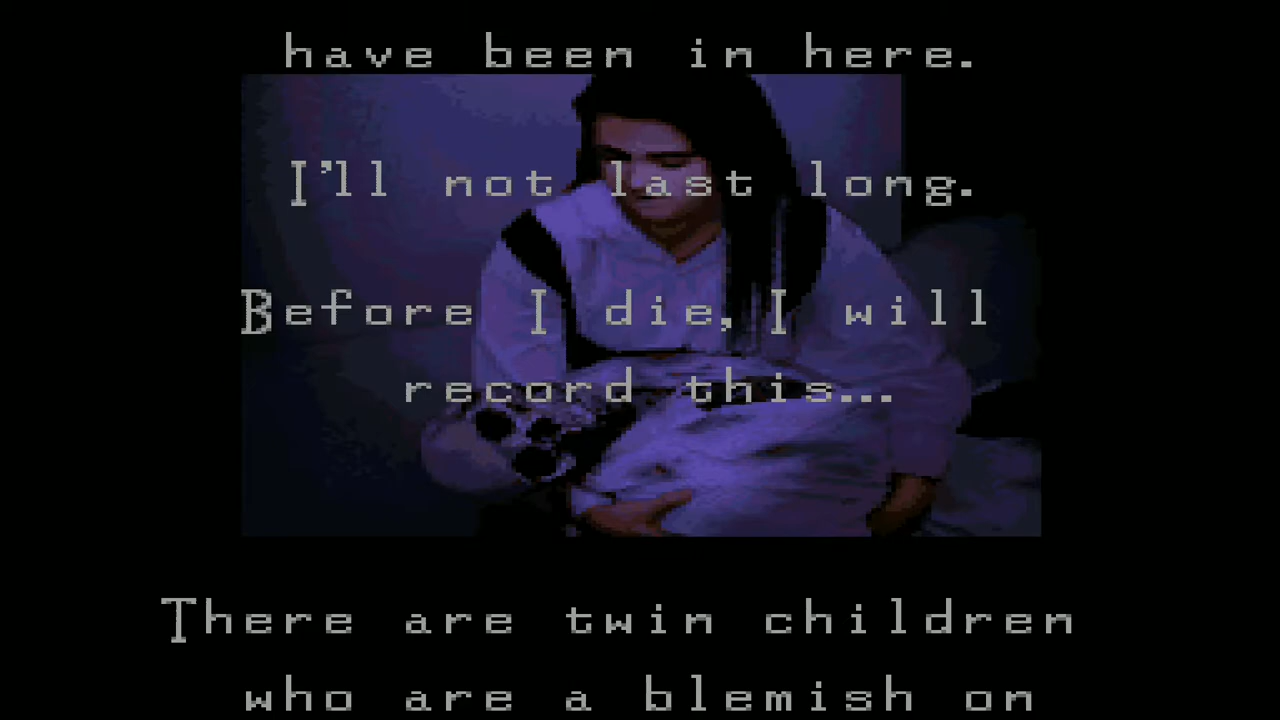 have been in here.
I'll not last long.
Before I die, I will
record this...
There are twin children
who are a blemish on